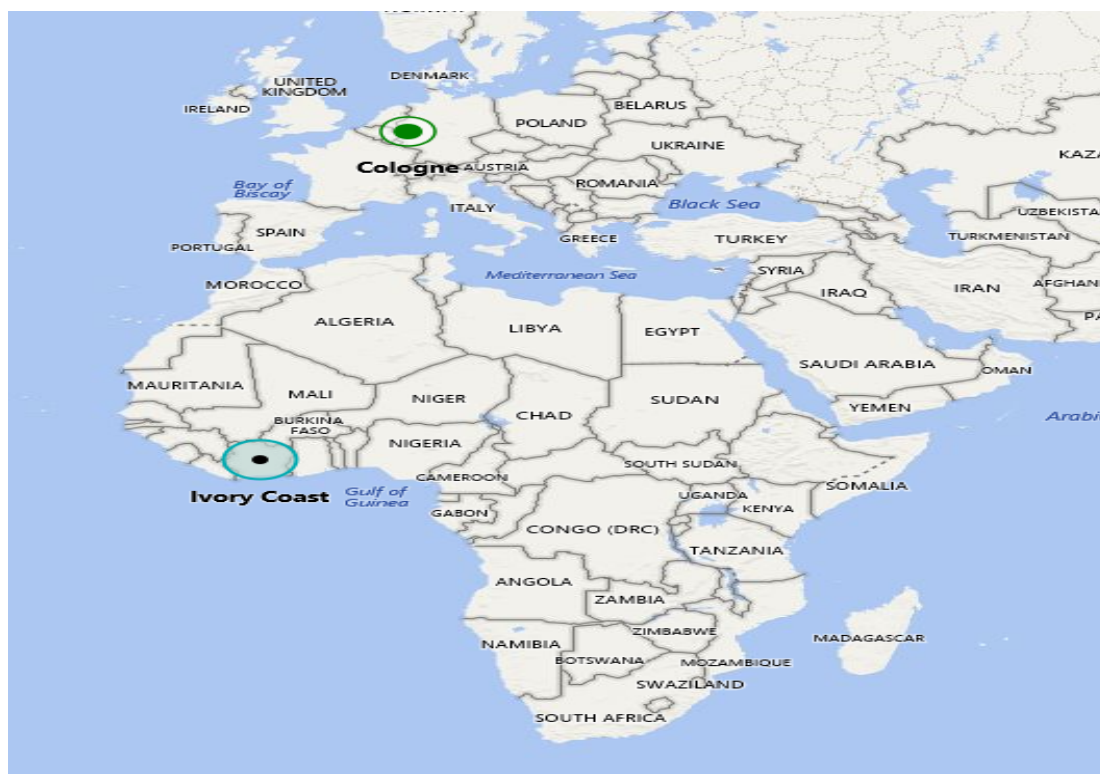 DENMARK
UNITED
KINGDOM
IRELAND
BELARUS
POLAND
UKRAINE
Cologne
AUSTRIA
KAZA
Bay of
Biscay
ROMANIA
ITALY
Black Sea
UZBEKISTA
SPAIN
GREECE
TURKEY
TURKMENISTAN
PORTUGAL
Mediterranean Sea
SYRIA
MOROCCO
IRAQ
IRAN
AFGHANI
PA
ALGERIA
LIBYA
EGYPT
SAUDI ARABIA
OMAN
MAURITANIA
MALI
NIGER
CHAD
SUDAN
YEMEN
Arabi
BURKINA
FASO
NIGERIA
CAMEROON
SOUTH SUDAN
SOMALIA
Ivory Coast
Gulf of
Guinea
GABON
UGANDA
KENYA
CONGO (DRC)
TANZANIA
ANGOLA
ZAMBIA
ZIMBABWE
MADAGASCAR
NAMIBIA
BOTSWANA
MOZAMBIQUE
SWAZILAND
SOUTH AFRICA